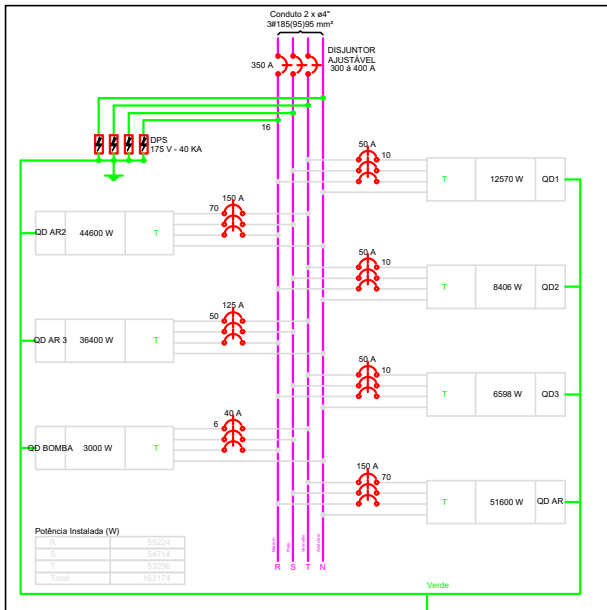 Conduto 2 x ø4"
3#185(95)95 mm²
350 A
DISJUNTOR
AJUSTÁVEL
300 á 400 A
16
DPS
175 V - 40 KA
50 A
10
T
12570 W
QD1
150 A
70
QD AR2
44600 W
T
50 A
10
T
8406 W
QD2
125 A
50
QD AR 3
36400 W
T
50 A
10
T
6598 W
QD3
40 A
6
QD BOMBA
3000 W
T
150 A
70
T
51600 W
QD AR
Potência Instalada (W)
R 55224
S 54714
T 53236
Total 163174
R S T N
Verde